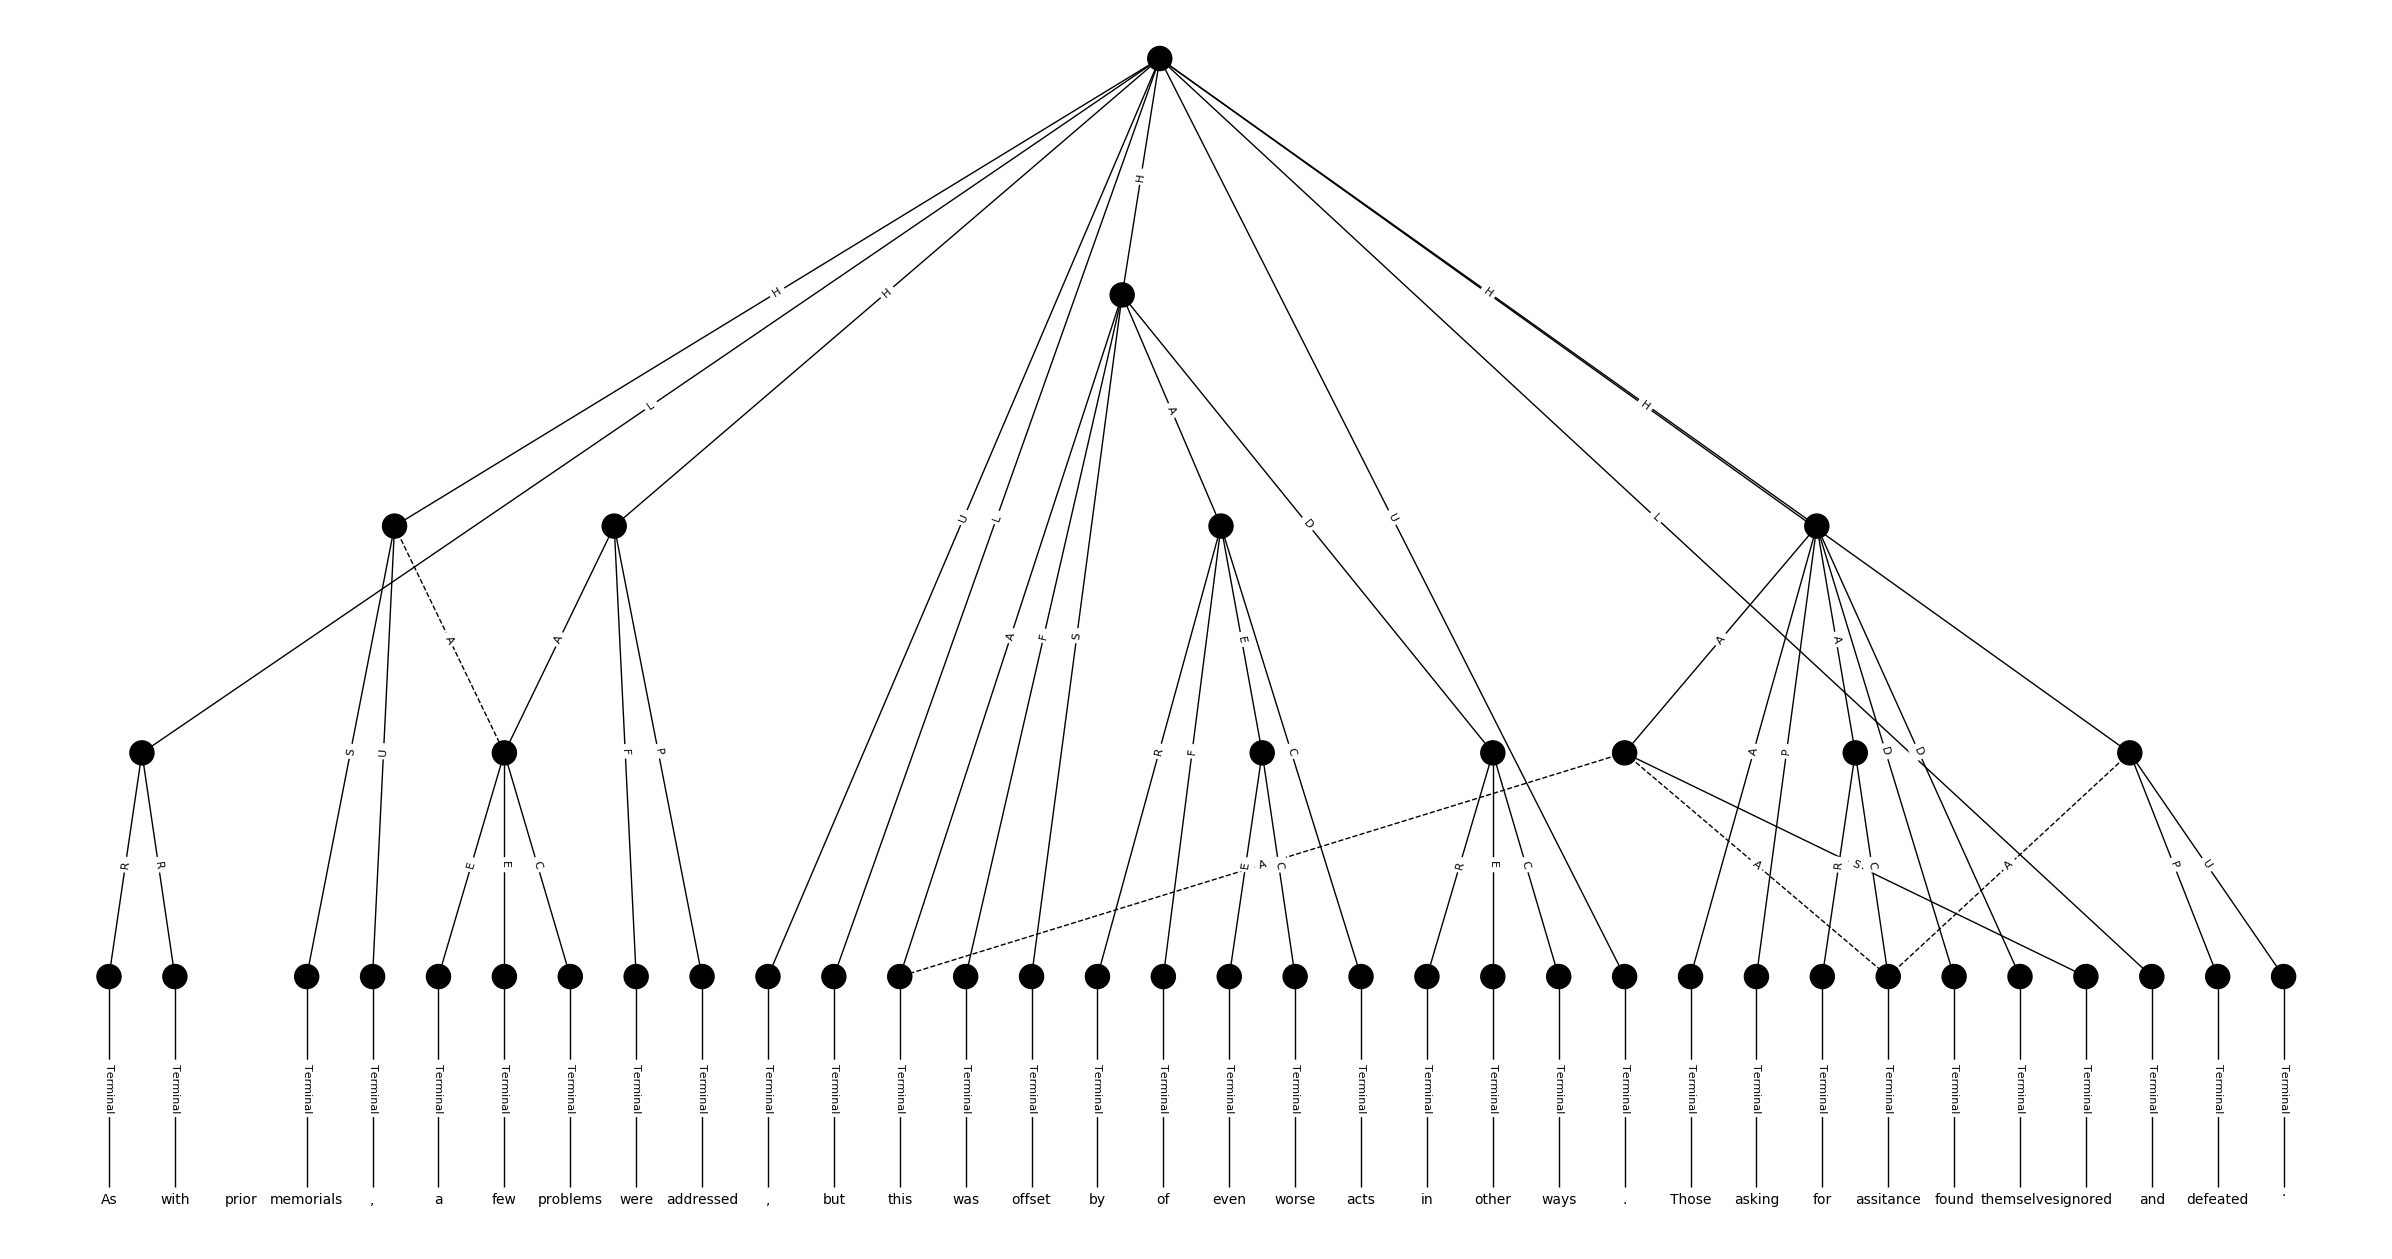 H
H
H
H
L
H
A
U
L
D
U
L
A
A
A
F
S
E
A
A
S
U
F
P
R
F
C
A
P
D
D
R
R
E
E
C
E
A
C
R
E
C
A
R
S
C
A
P
U
Terminal Terminal Terminal Terminal Terminal Terminal Terminal Terminal Terminal Terminal Terminal Terminal Terminal Terminal Terminal Terminal Terminal Terminal Terminal Terminal Terminal Terminal Terminal Terminal Terminal Terminal Terminal Terminal Terminal Terminal Terminal Terminal Terminal
As with prior memorials , a few problems were addressed , but this was offset by of even worse acts in other ways . Those asking for assitance found themselves ignored and defeated .